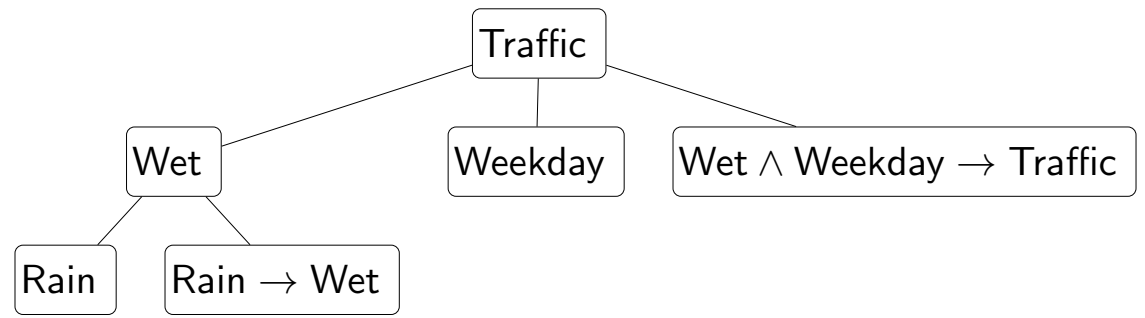 Traffic
Wet
Weekday
Wet ∧ Weekday → Traffic
Rain
Rain → Wet